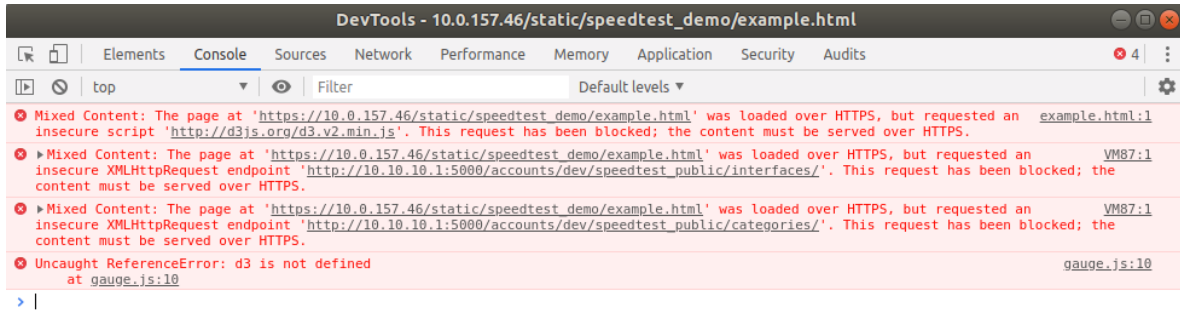 DevTools - 10.0.157.46/static/speedtest_demo/example.html
Elements Console Sources Network Performance Memory Application Security Audits 4
top Filter Default levels
Mixed Content: The page at 'https://10.0.157.46/static/speedtest_demo/example.html' was loaded over HTTPS, but requested an example.html:1
insecure script 'http://d3js.org/d3.v2.min.js'. This request has been blocked; the content must be served over HTTPS.
Mixed Content: The page at 'https://10.0.157.46/static/speedtest_demo/example.html' was loaded over HTTPS, but requested an VM87:1
insecure XMLHttpRequest endpoint 'http://10.10.10.1:5000/accounts/dev/speedtest_public/interfaces/'. This request has been blocked; the
content must be served over HTTPS.
Mixed Content: The page at 'https://10.0.157.46/static/speedtest_demo/example.html' was loaded over HTTPS, but requested an VM87:1
insecure XMLHttpRequest endpoint 'http://10.10.10.1:5000/accounts/dev/speedtest_public/categories/'. This request has been blocked; the
content must be served over HTTPS.
Uncaught ReferenceError: d3 is not defined gauge.js:10
at gauge.js:10